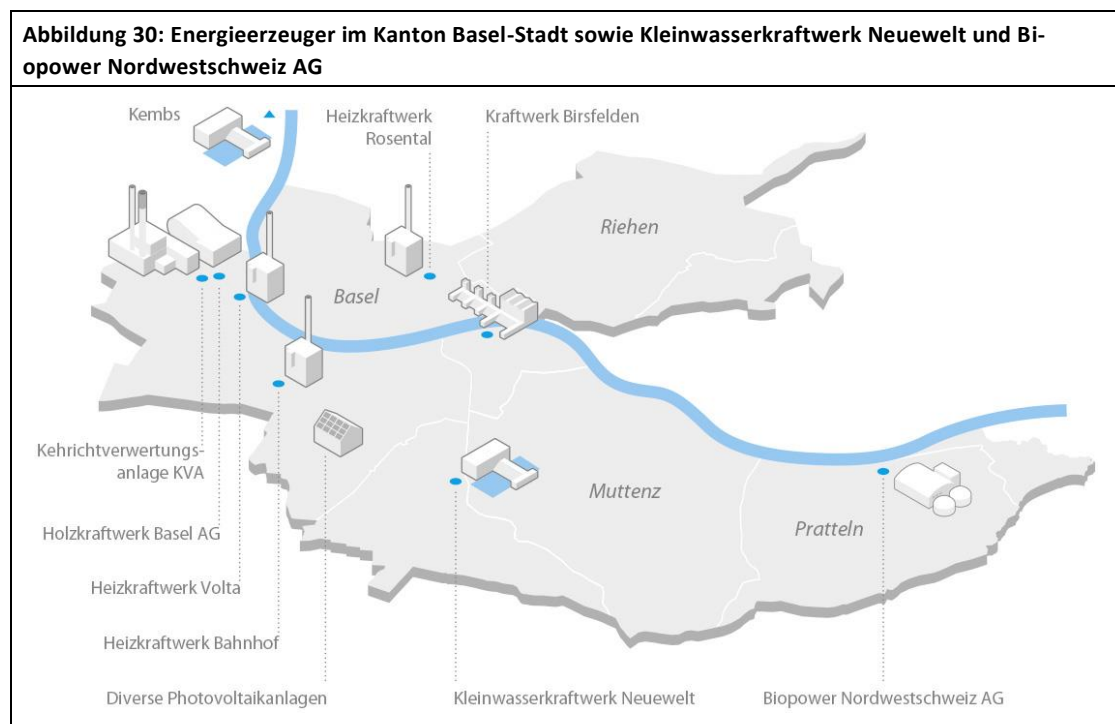 Abbildung 30: Energieerzeuger im Kanton Basel-Stadt sowie Kleinwasserkraftwerk Neuewelt und Bi-
opower Nordwestschweiz AG
Kembs
Heizkraftwerk
Rosental
Kraftwerk Birsfelden
Riehen
Basel
Kehrichtverwertungs-
anlage KVA
Muttenz
Pratteln
Holzkraftwerk Basel AG
Heizkraftwerk Volta
Heizkraftwerk Bahnhof
Diverse Photovoltaikanlagen
Kleinwasserkraftwerk Neuewelt
Biopower Nordwestschweiz AG